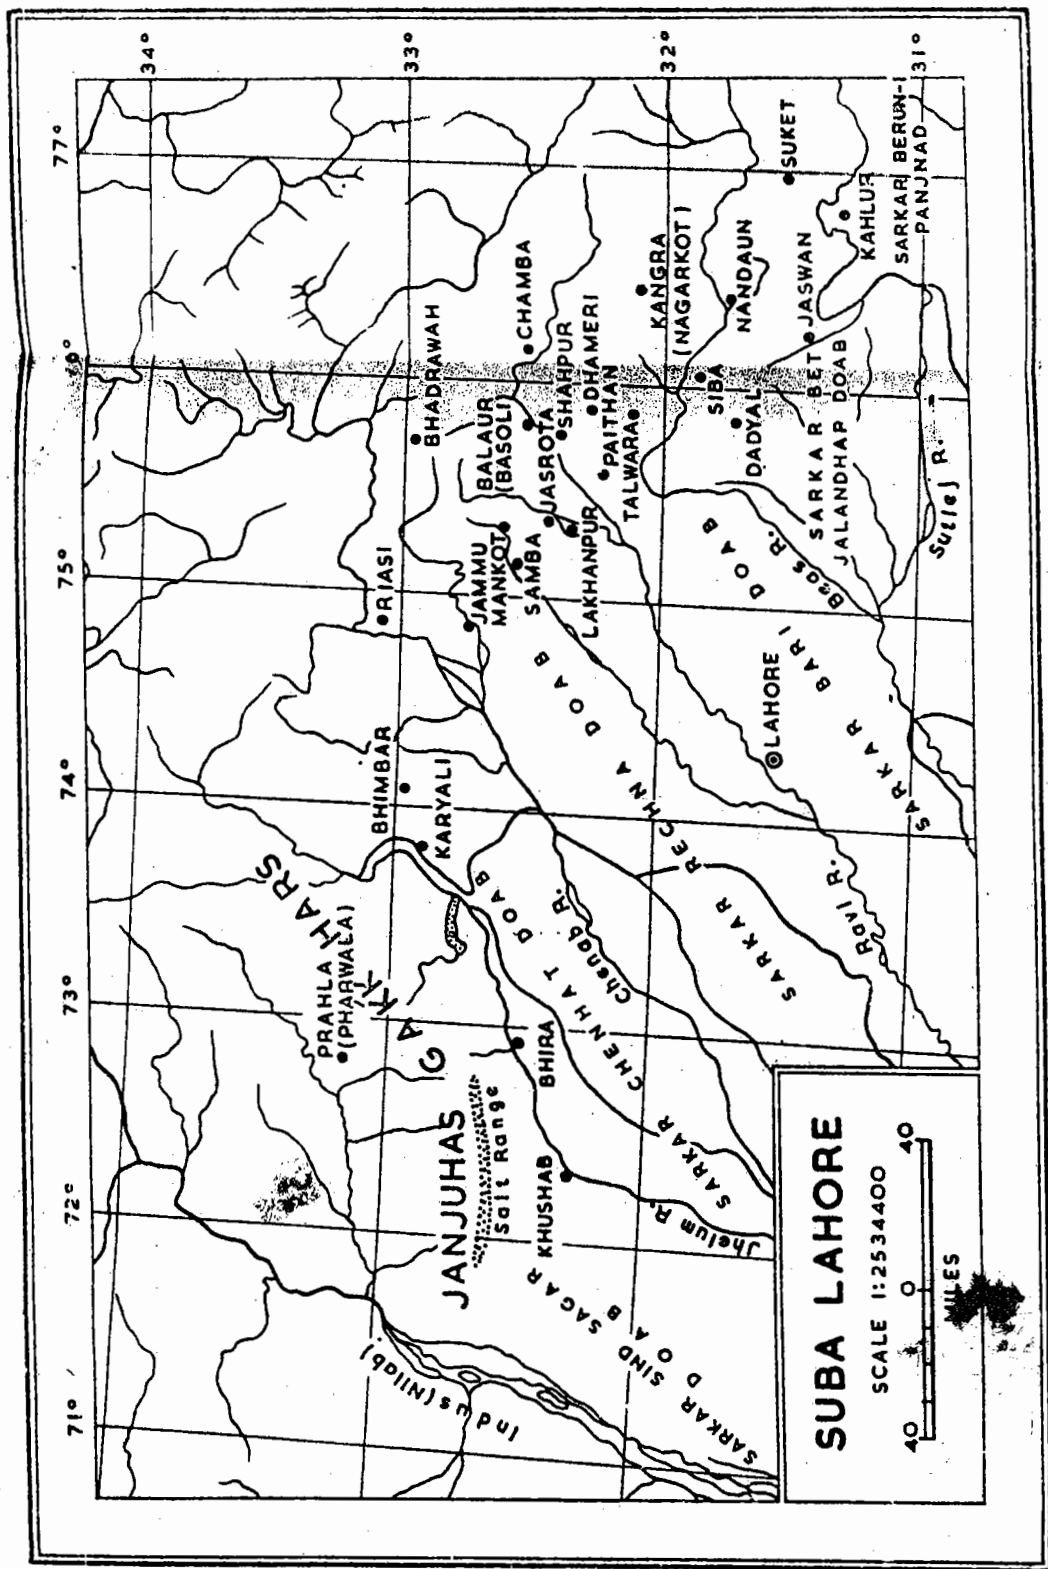 71°
72°
73°
74°
75°
76°
77°
34°
33°
32°
31°
GAKKHARS
PRAHLA
(PHARWALA)
BHIMBAR
KARYALI
RIASI
BHADRAWAH
JAMMU
MANKOT
SAMBA
LAKHANPUR
BALAUR
(BASOLI)
JASROTA
CHAMBA
SHAHPUR
DHAMERI
PAITHAN
TALWARA
KANGRA
(NAGARKOT)
NANDAUN
SUKET
SIBA
DADYAL
JASWAN
KAHLUR
SARKAR BERUN-I
PANJNAD
SARKAR BET
JALANDHAP DOAB
Sutlej R.
Beas R.
SARKAR BARI DOAB
LAHORE
Ravi R.
SARKAR RECHNA DOAB
Chenab R.
SARKAR CHENHAT DOAB
BHIRA
JANJUHAS
Salt Range
KHUSHAB
Jhelum R.
SARKAR SIND SAGAR
DOAB
Indus (Nilab)
SUBA LAHORE
SCALE 1:2534400
40 0 40
MILES